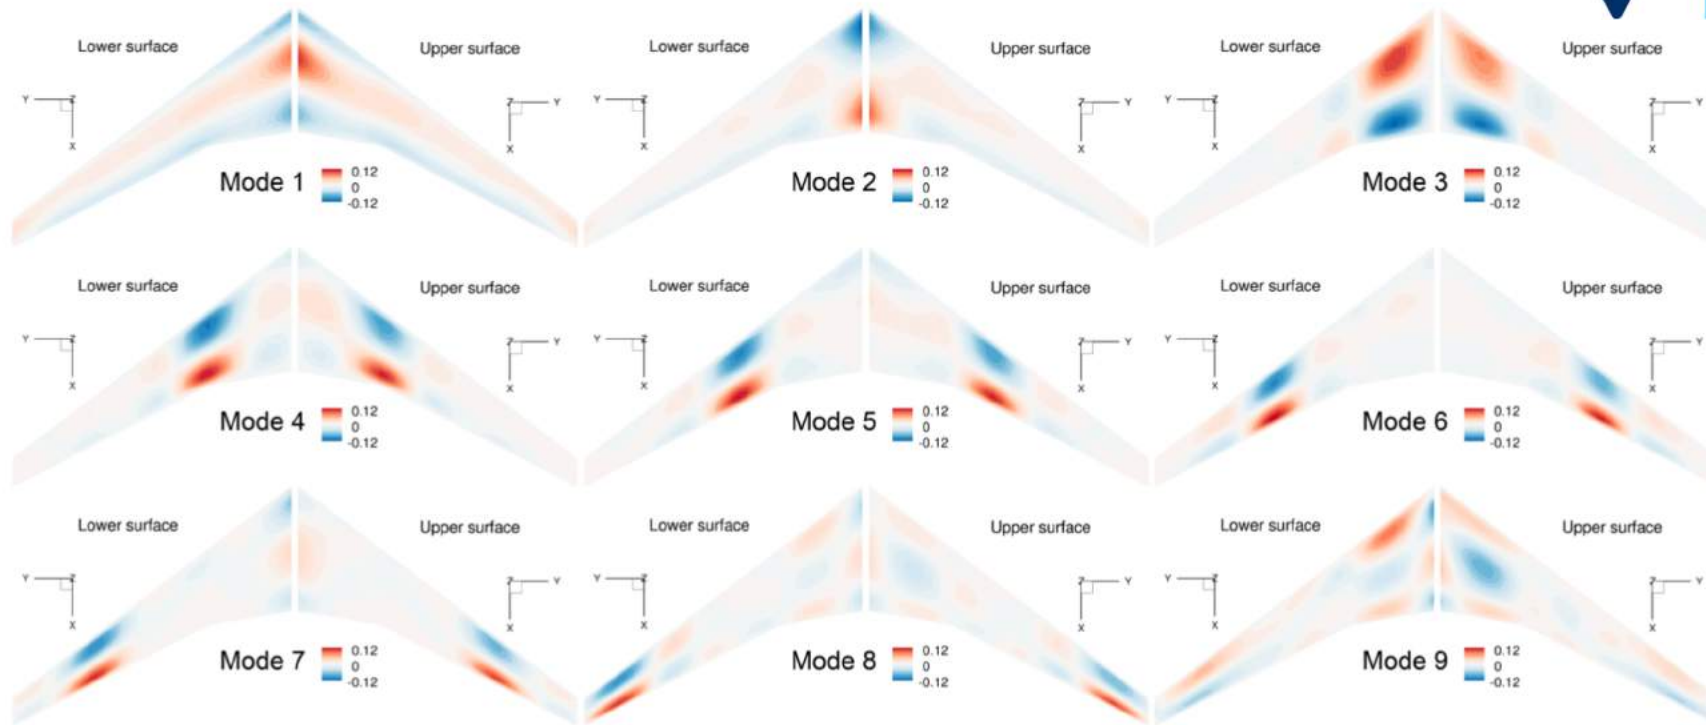 Lower surface
Upper surface
Y
Z
X
Z
Y
X
Mode 1
0.12
0
-0.12
Lower surface
Upper surface
Y
Z
X
Z
Y
X
Mode 2
0.12
0
-0.12
Lower surface
Upper surface
Y
Z
X
Z
Y
X
Mode 3
0.12
0
-0.12
Lower surface
Upper surface
Y
Z
X
Z
Y
X
Mode 4
0.12
0
-0.12
Lower surface
Upper surface
Y
Z
X
Z
Y
X
Mode 5
0.12
0
-0.12
Lower surface
Upper surface
Y
Z
X
Z
Y
X
Mode 6
0.12
0
-0.12
Lower surface
Upper surface
Y
Z
X
Z
Y
X
Mode 7
0.12
0
-0.12
Lower surface
Upper surface
Y
Z
X
Z
Y
X
Mode 8
0.12
0
-0.12
Lower surface
Upper surface
Y
Z
X
Z
Y
X
Mode 9
0.12
0
-0.12